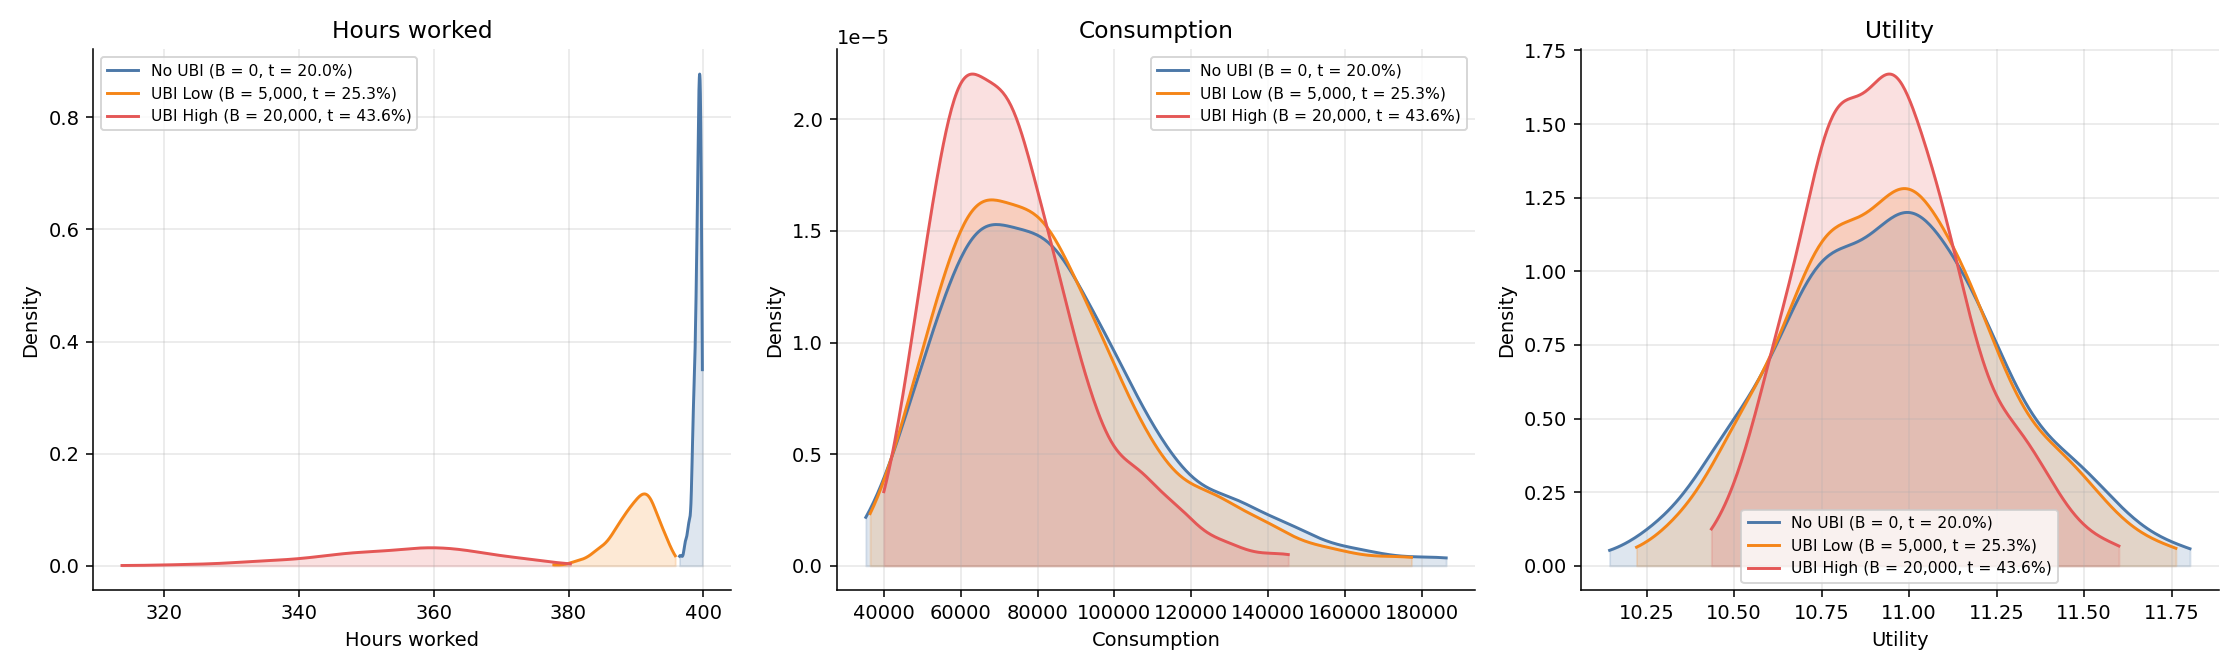 Hours worked
No UBI (B = 0, t = 20.0%)
UBI Low (B = 5,000, t = 25.3%)
UBI High (B = 20,000, t = 43.6%)
Density
0.8
0.6
0.4
0.2
0.0
320 340 360 380 400
Hours worked
Consumption
1e−5
No UBI (B = 0, t = 20.0%)
UBI Low (B = 5,000, t = 25.3%)
UBI High (B = 20,000, t = 43.6%)
Density
2.0
1.5
1.0
0.5
0.0
40000 60000 80000 100000 120000 140000 160000 180000
Consumption
Utility
Density
1.75
1.50
1.25
1.00
0.75
0.50
0.25
0.00
No UBI (B = 0, t = 20.0%)
UBI Low (B = 5,000, t = 25.3%)
UBI High (B = 20,000, t = 43.6%)
10.25 10.50 10.75 11.00 11.25 11.50 11.75
Utility